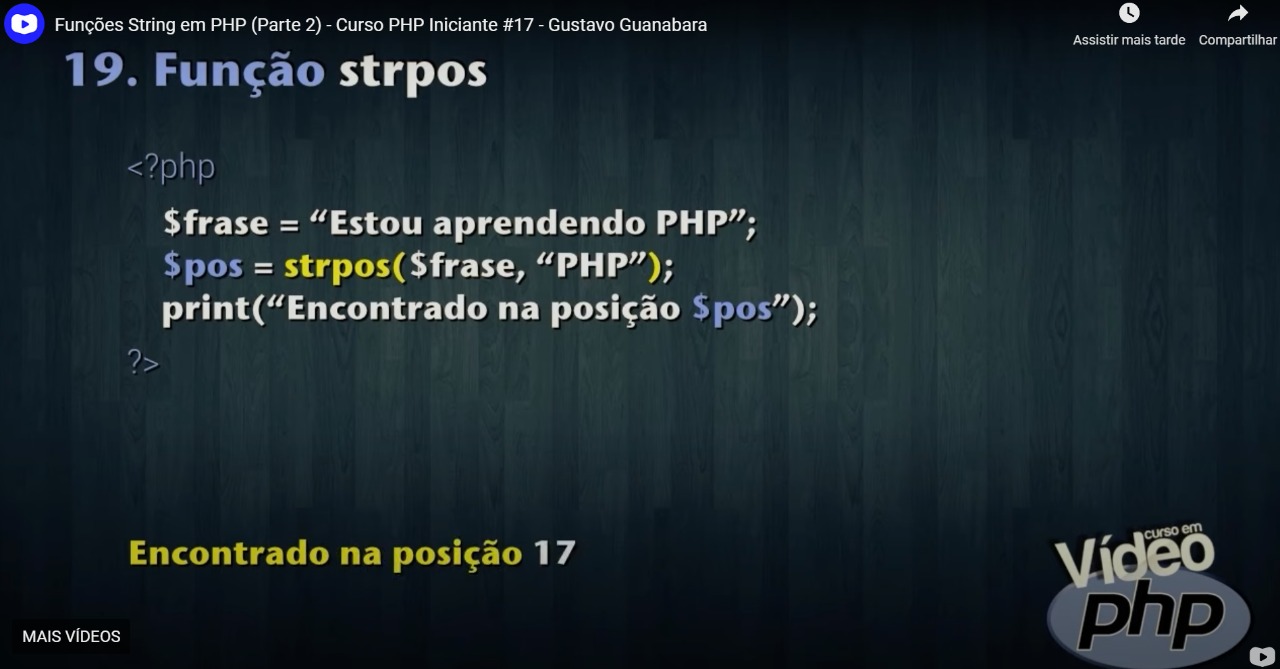 Funções String em PHP (Parte 2) - Curso PHP Iniciante #17 - Gustavo Guanabara
Assistir mais tarde
Compartilhar
19. Função strpos
<?php
$frase = “Estou aprendendo PHP”;
$pos = strpos($frase, “PHP”);
print(“Encontrado na posição $pos”);
?>
Encontrado na posição 17
curso em
Vídeo
php
MAIS VÍDEOS